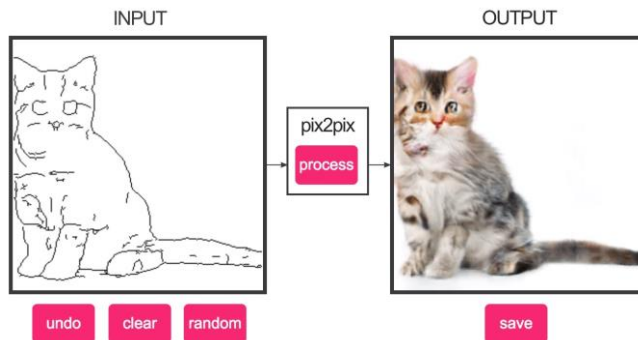 INPUT
OUTPUT
pix2pix
process
undo
clear
random
save